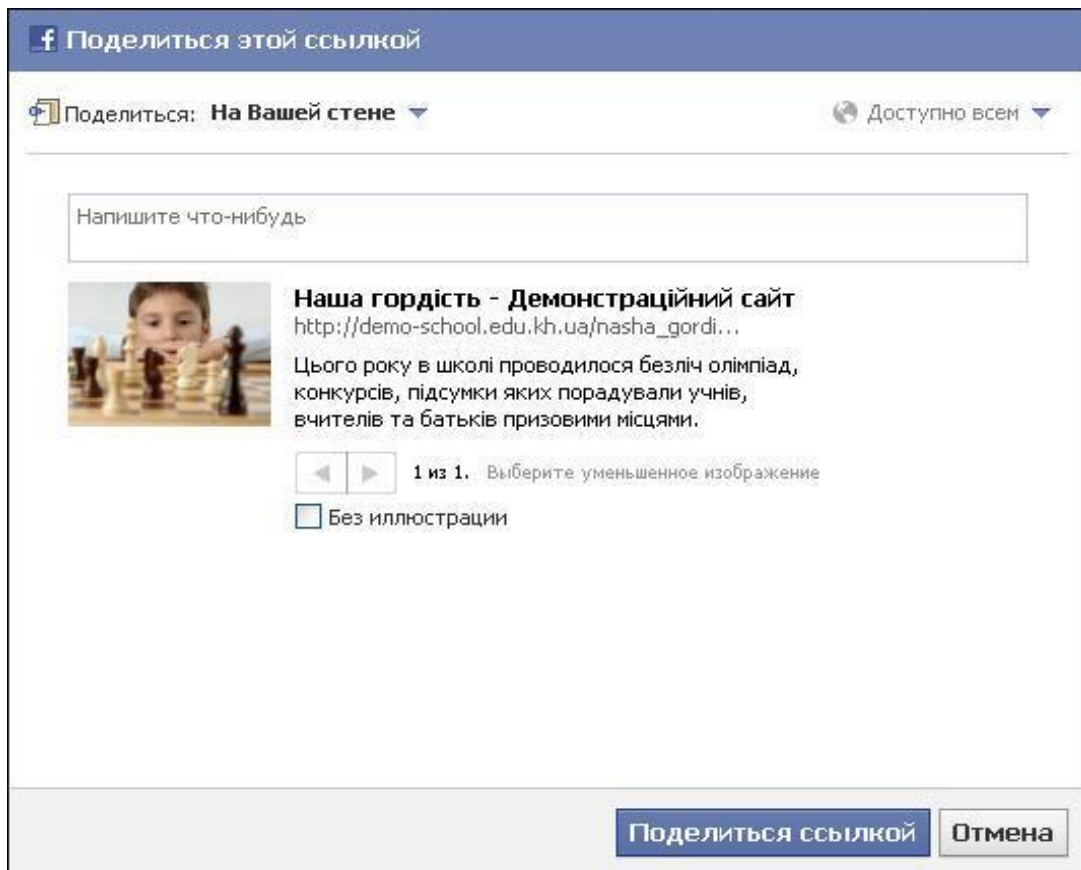 Поделиться этой ссылкой
Поделиться: На Вашей стене
Доступно всем
Напишите что-нибудь
Наша гордість - Демонстраційний сайт
http://demo-school.edu.kh.ua/nasha_gordi...
Цього року в школі проводилося безліч олімпіад,
конкурсів, підсумки яких порадували учнів,
вчителів та батьків призовими місцями.
1 из 1. Выберите уменьшенное изображение
Без иллюстрации
Поделиться ссылкой
Отмена